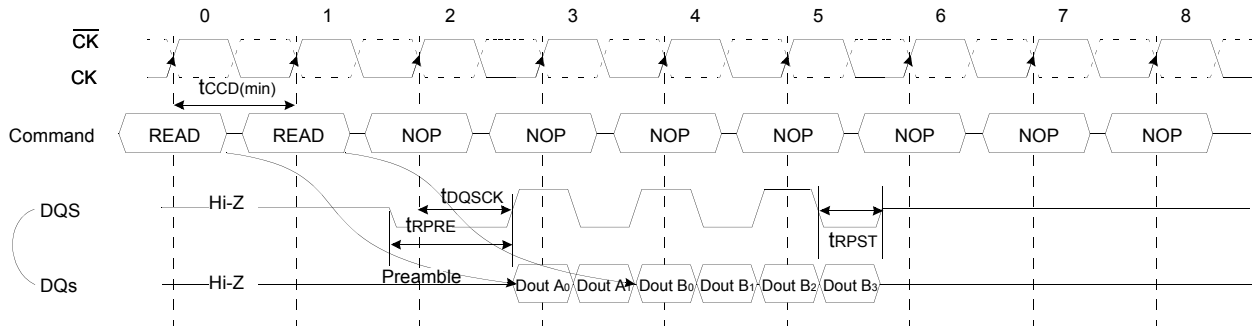 0 1 2 3 4 5 6 7 8
CK
CK
tCCD(min)
Command READ READ NOP NOP NOP NOP NOP NOP NOP
DQS Hi-Z tDQSCK
tRPRE tRPST
Preamble
DQs Hi-Z Dout A0 Dout A1 Dout B0 Dout B1 Dout B2 Dout B3